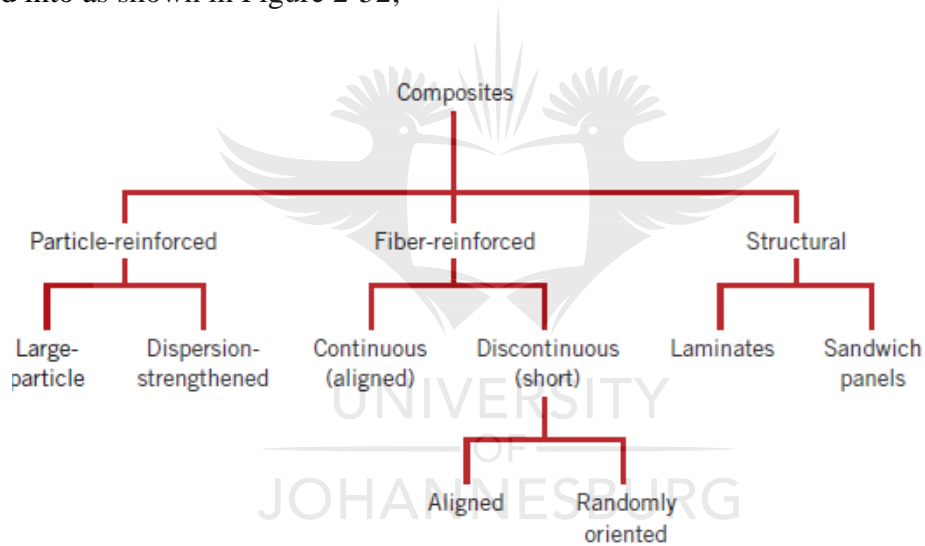 d into as shown in Figure 2-32;
Composites
Particle-reinforced Fiber-reinforced Structural
Large-
particle
Dispersion-
strengthened
Continuous
(aligned)
Discontinuous
(short)
Laminates
Sandwich
panels
Aligned
Randomly
oriented
UNIVERSITY
OF
JOHANNESBURG